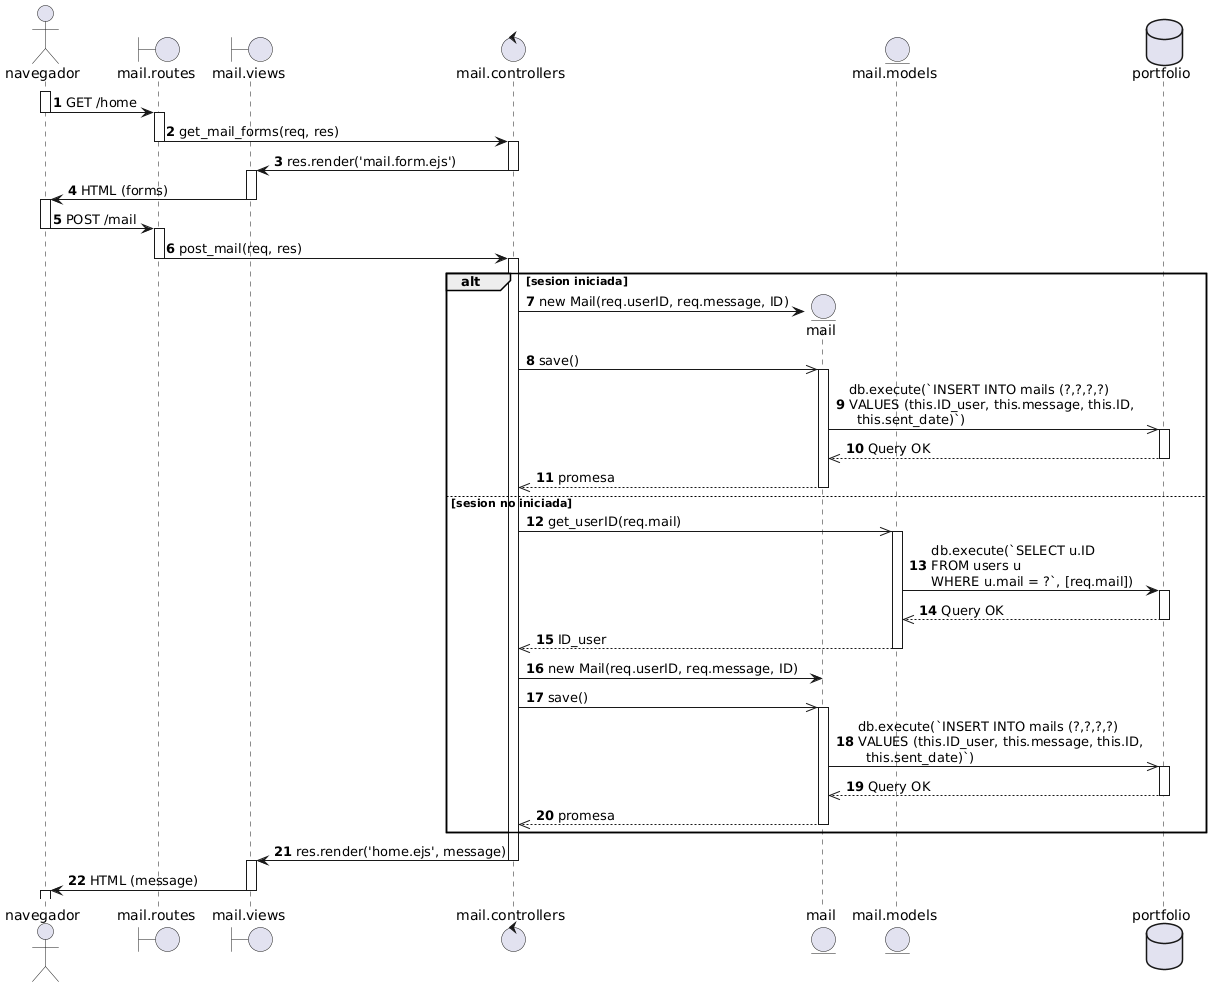 navegador
mail.routes
mail.views
mail.controllers
mail.models
portfolio
1 GET /home
2 get_mail_forms(req, res)
3 res.render('mail.form.ejs')
4 HTML (forms)
5 POST /mail
6 post_mail(req, res)
alt
[sesion iniciada]
7 new Mail(req.userID, req.message, ID)
mail
8 save()
db.execute(`INSERT INTO mails (?,?,?,?)
9 VALUES (this.ID_user, this.message, this.ID,
this.sent_date)`)
10 Query OK
11 promesa
[sesion no iniciada]
12 get_userID(req.mail)
db.execute(`SELECT u.ID
13 FROM users u
WHERE u.mail = ?`, [req.mail])
14 Query OK
15 ID_user
16 new Mail(req.userID, req.message, ID)
17 save()
db.execute(`INSERT INTO mails (?,?,?,?)
18 VALUES (this.ID_user, this.message, this.ID,
this.sent_date)`)
19 Query OK
20 promesa
21 res.render('home.ejs', message)
22 HTML (message)
navegador
mail.routes
mail.views
mail.controllers
mail
mail.models
portfolio